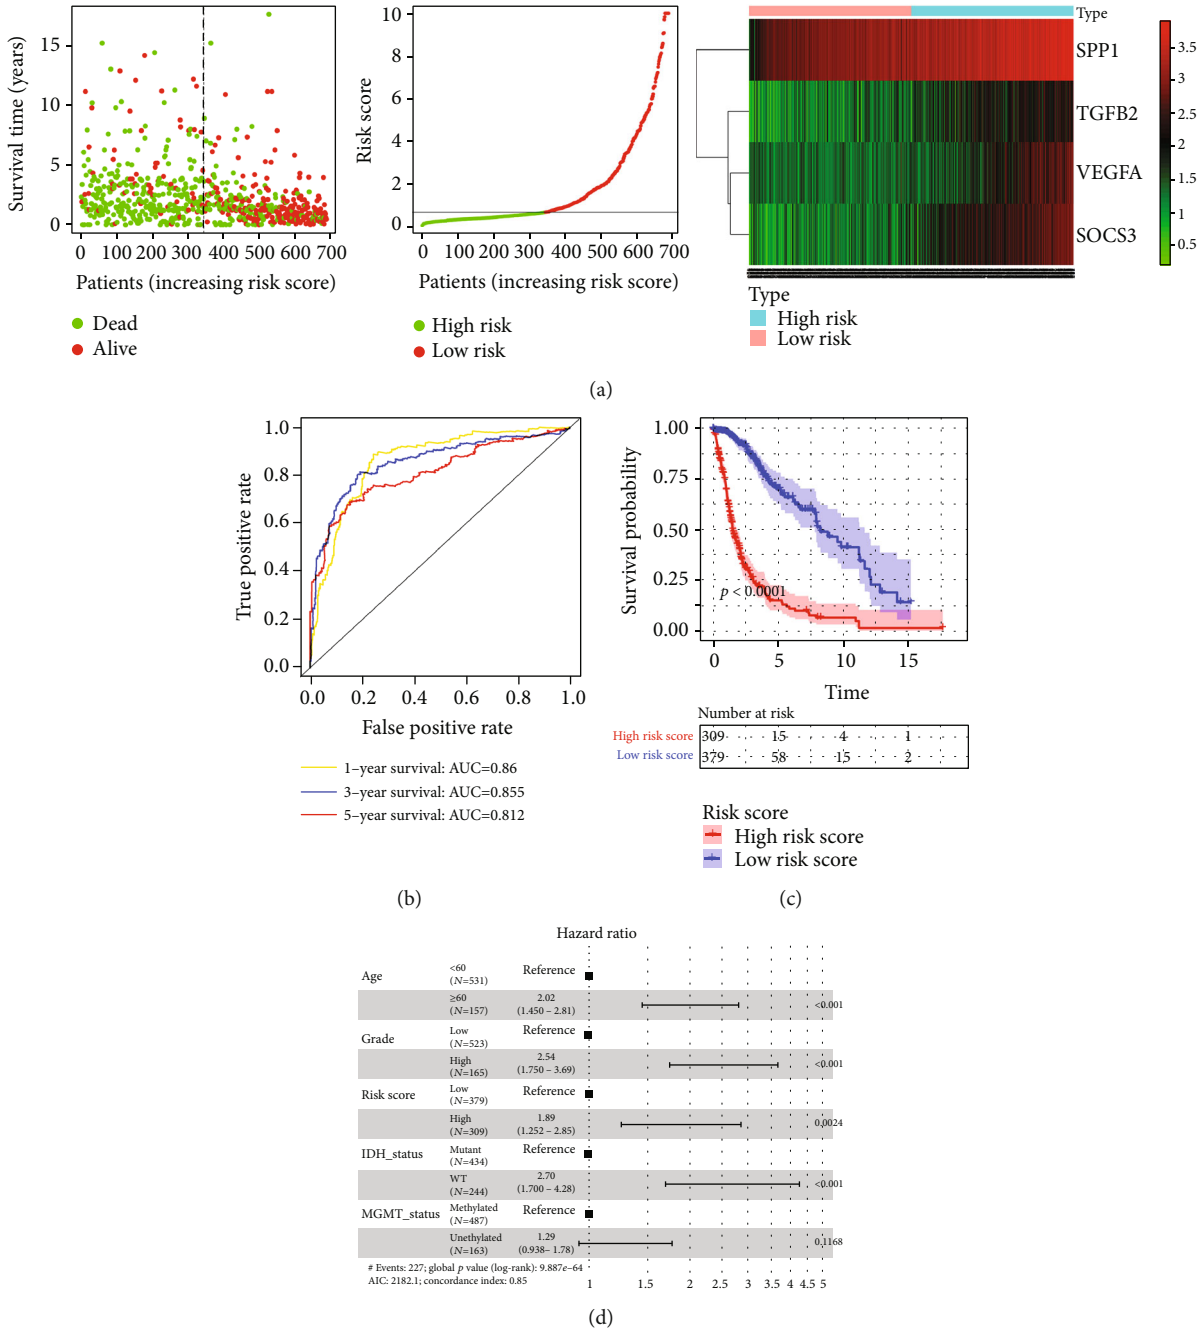 Survival time (years)
15
10
5
0
0 100 200 300 400 500 600 700
Patients (increasing risk score)
Dead
Alive
Risk score
10
8
6
4
2
0
0 100 200 300 400 500 600 700
Patients (increasing risk score)
High risk
Low risk
Type
SPP1
TGFB2
VEGFA
SOCS3
3.5
3
2.5
2
1.5
1
0.5
Type
High risk
Low risk
(a)
True positive rate
1.0
0.8
0.6
0.4
0.2
0.0
0.0 0.2 0.4 0.6 0.8 1.0
False positive rate
1–year survival: AUC=0.86
3–year survival: AUC=0.855
5–year survival: AUC=0.812
(b)
Survival probability
1.00
0.75
0.50
0.25
0.00
p < 0.0001
0 5 10 15
Time
Number at risk
High risk score 309 15 4 1
Low risk score 379 58 15 2
Risk score
High risk score
Low risk score
(c)
Hazard ratio
Age <60 (N=531) Reference
≥60 (N=157) 2.02 (1.450 – 2.81) <0.001
Grade Low (N=523) Reference
High (N=165) 2.54 (1.750 – 3.69) <0.001
Risk score Low (N=379) Reference
High (N=309) 1.89 (1.252 – 2.85) 0.0024
IDH_status Mutant (N=434) Reference
WT (N=244) 2.70 (1.700 – 4.28) <0.001
MGMT_status Methylated (N=487) Reference
Unethylated (N=163) 1.29 (0.938– 1.78) 0.1168
# Events: 227; global p value (log-rank): 9.887e–64
AIC: 2182.1; concordance index: 0.85
1 1.5 2 2.5 3 3.5 4 4.5 5
(d)